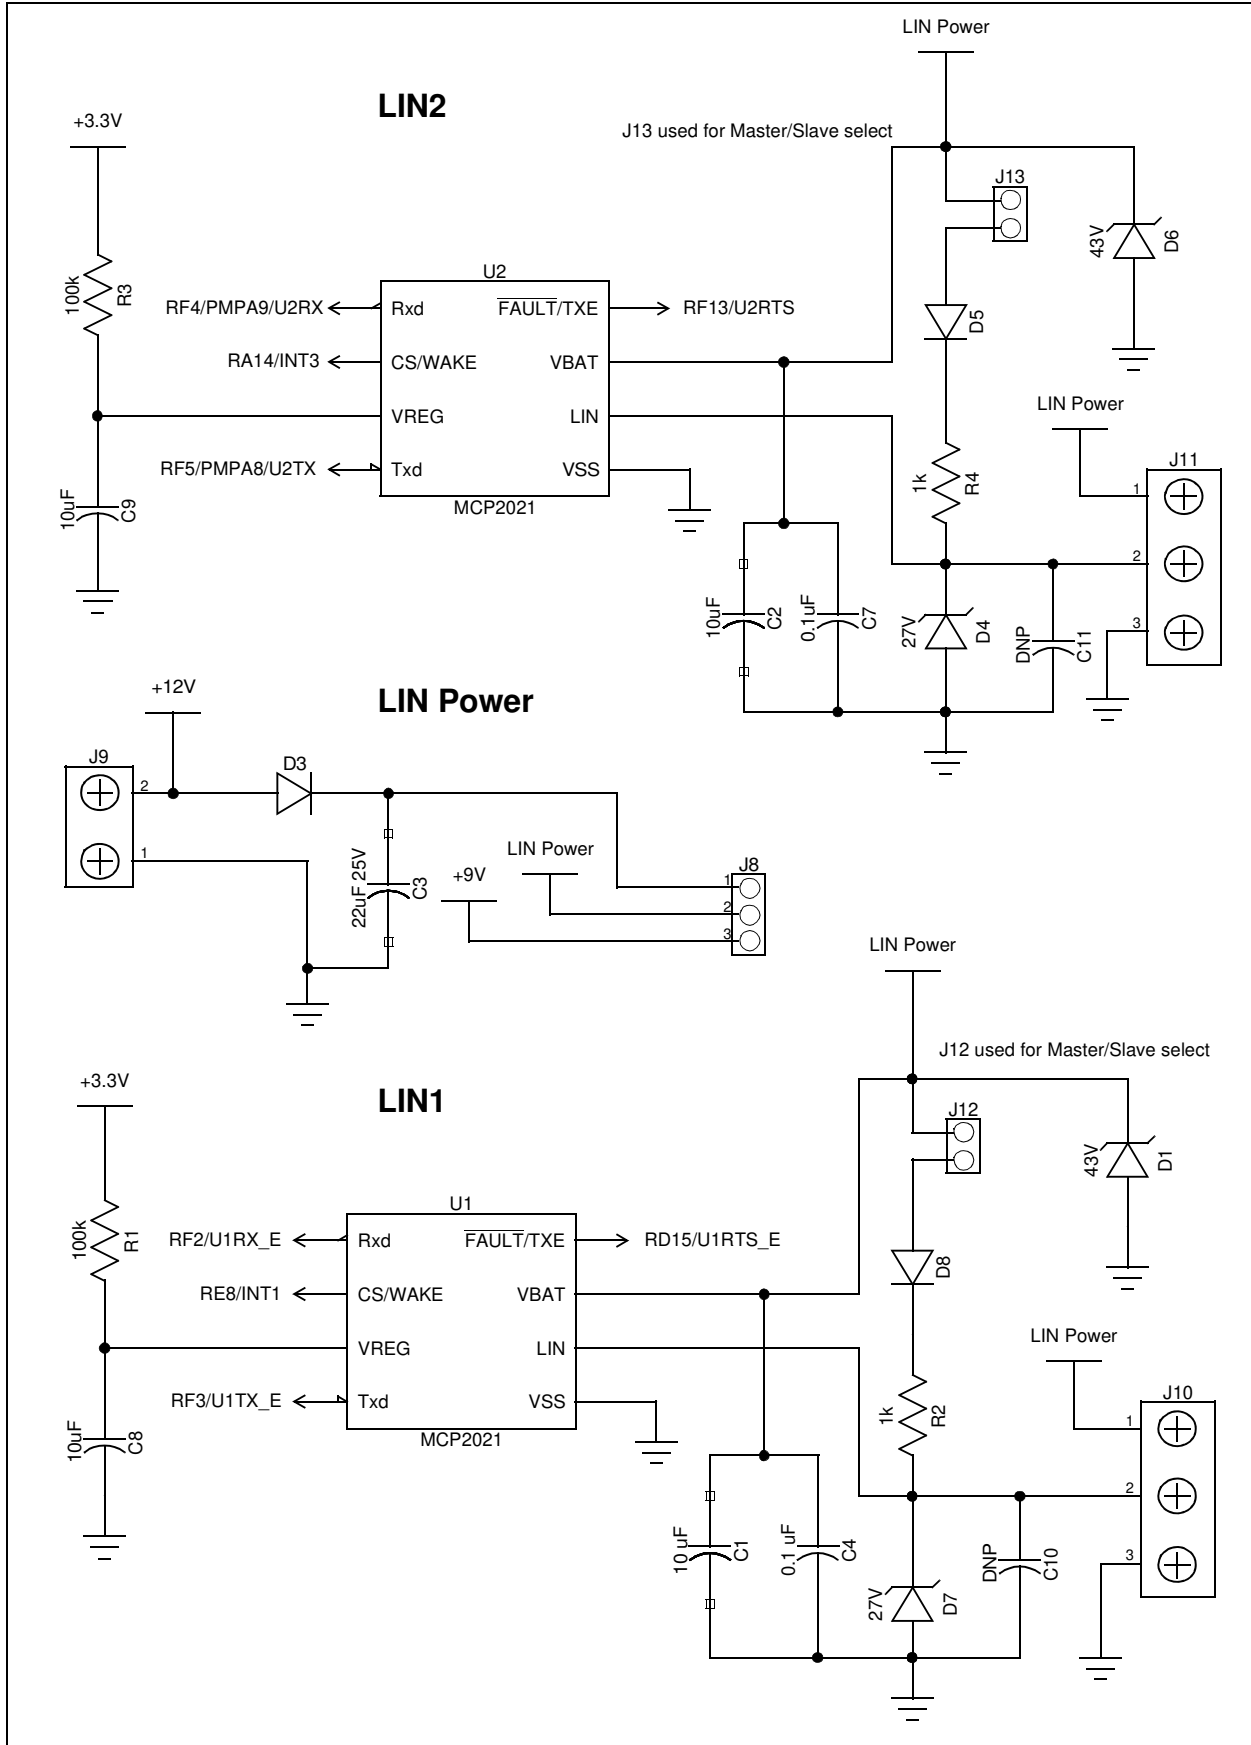 LIN Power
LIN2
+3.3V
J13 used for Master/Slave select
J13
43V
D6
100k
R3
U2
RF4/PMPA9/U2RX
Rxd
FAULT/TXE
RF13/U2RTS
D5
RA14/INT3
CS/WAKE
VBAT
VREG
LIN
LIN Power
RF5/PMPA8/U2TX
Txd
VSS
MCP2021
1k
R4
J11
1
2
3
10uF
C9
10uF
C2
0.1uF
C7
27V
D4
DNP
C11
LIN Power
+12V
J9
2
1
D3
22uF 25V
C3
+9V
LIN Power
J8
1
2
3
LIN Power
J12 used for Master/Slave select
LIN1
+3.3V
J12
43V
D1
100k
R1
U1
RF2/U1RX_E
Rxd
FAULT/TXE
RD15/U1RTS_E
D8
RE8/INT1
CS/WAKE
VBAT
VREG
LIN
LIN Power
RF3/U1TX_E
Txd
VSS
MCP2021
1k
R2
J10
1
2
3
10uF
C8
10 uF
C1
0.1 uF
C4
27V
D7
DNP
C10